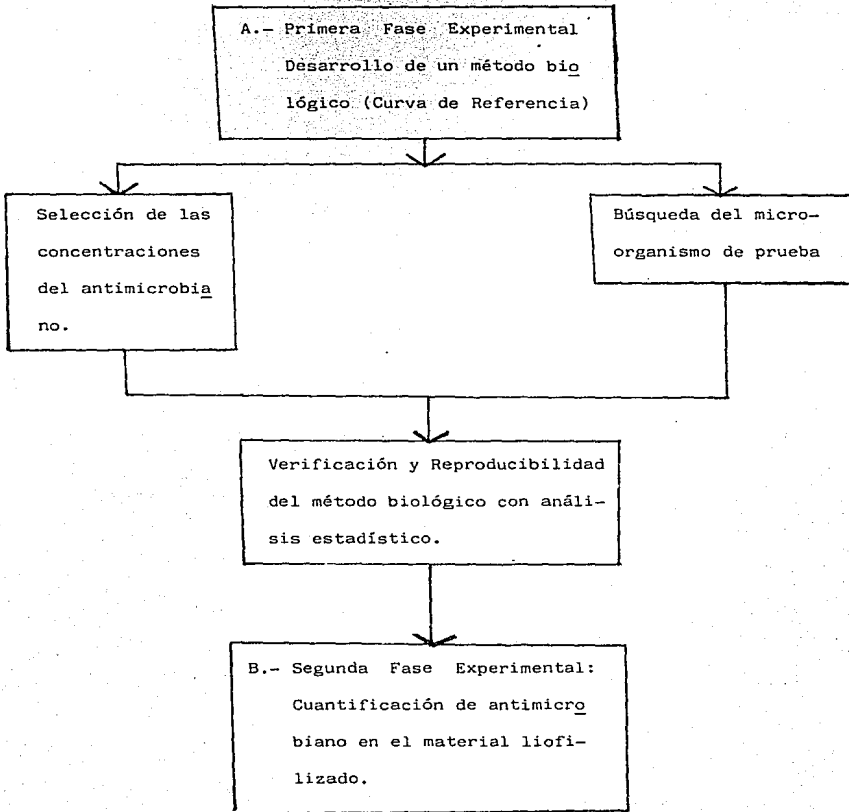 A.- Primera Fase Experimental
Desarrollo de un método bio
lógico (Curva de Referencia)
Selección de las
concentraciones
del antimicrobia
no.
Búsqueda del micro-
organismo de prueba
Verificación y Reproducibilidad
del método biológico con análi-
sis estadístico.
B.- Segunda Fase Experimental:
Cuantificación de antimicro
biano en el material liofi-
lizado.